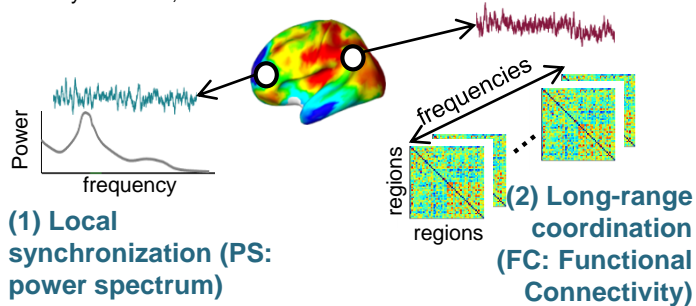 Power
frequency
(1) Local
synchronization (PS:
power spectrum)
frequencies
regions
regions
(2) Long-range
coordination
(FC: Functional
Connectivity)